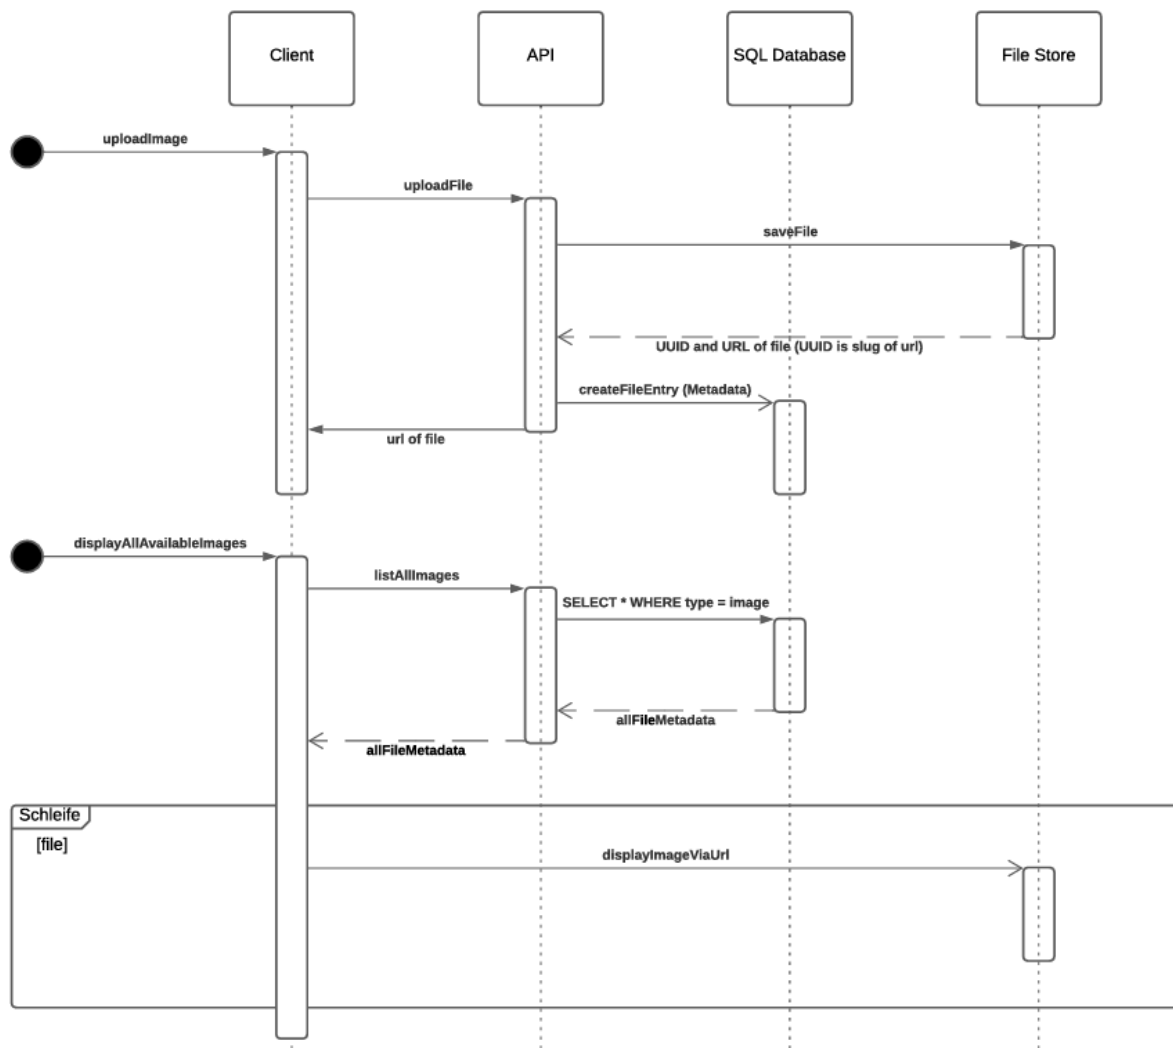 Client
API
SQL Database
File Store
uploadImage
uploadFile
saveFile
UUID and URL of file (UUID is slug of url)
createFileEntry (Metadata)
url of file
displayAllAvailableImages
listAllImages
SELECT * WHERE type = image
allFileMetadata
allFileMetadata
Schleife
[file]
displayImageViaUrl